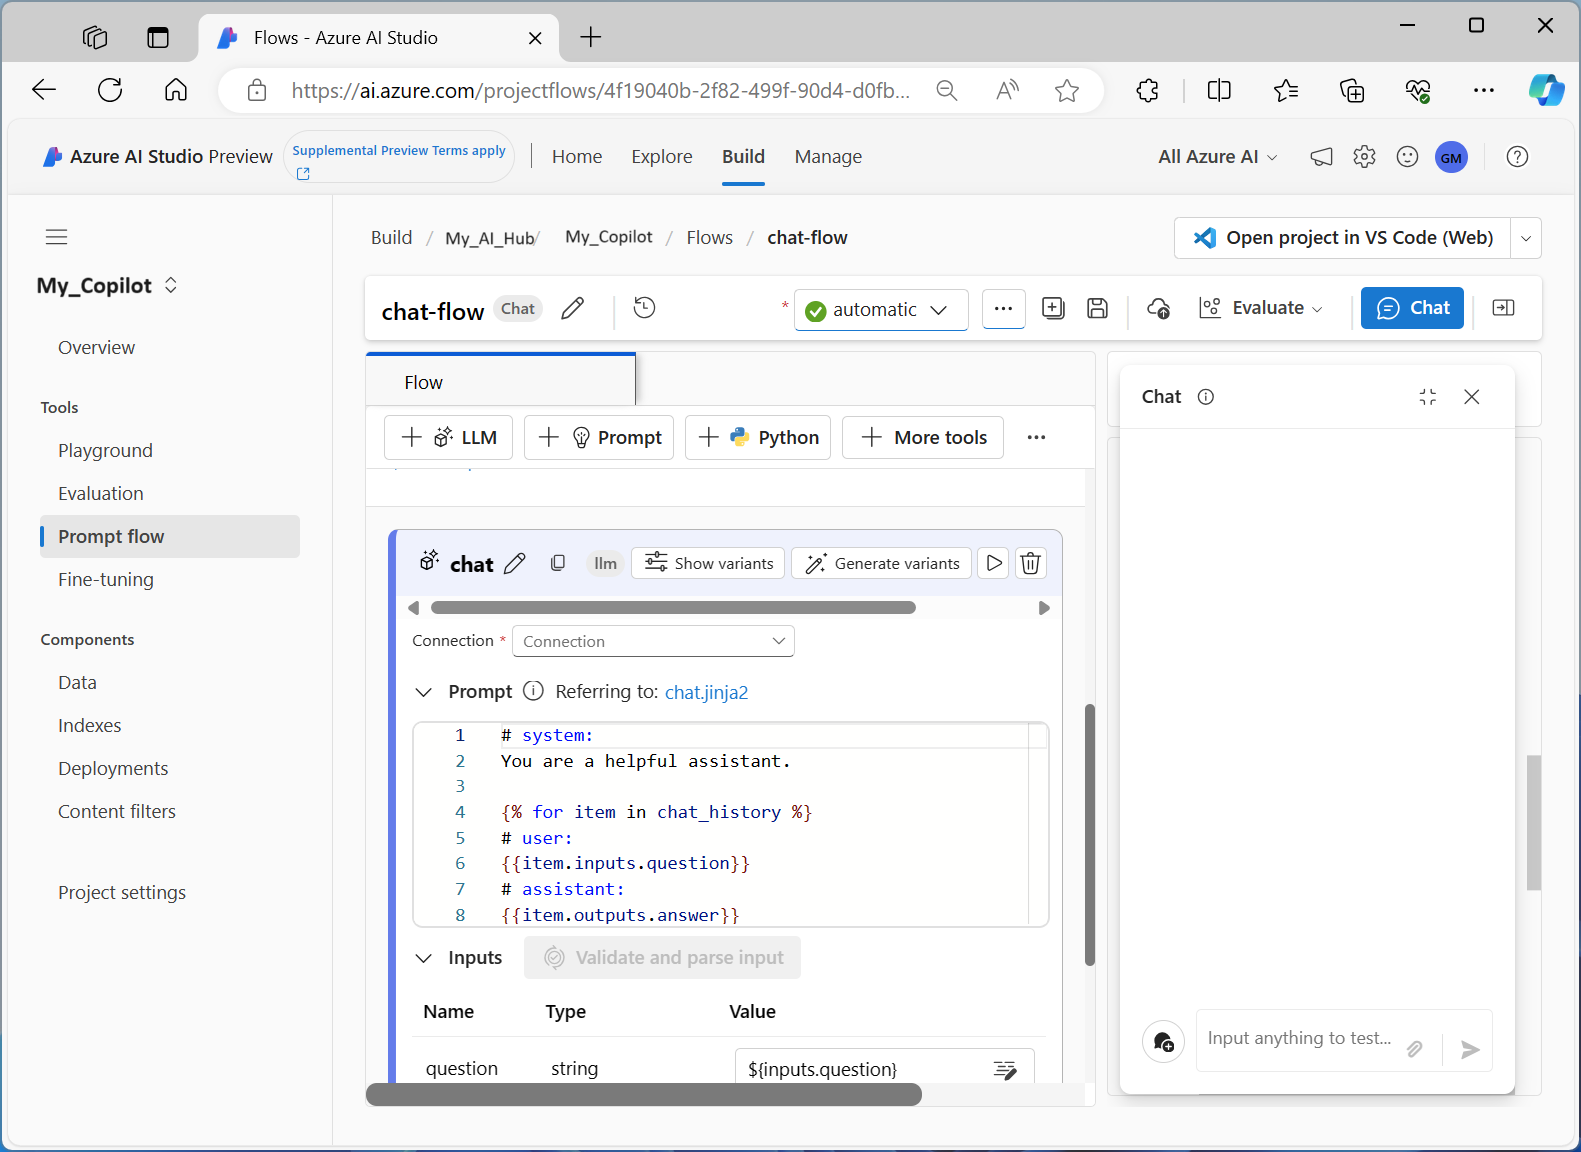 Flows - Azure AI Studio
https://ai.azure.com/projectflows/4f19040b-2f82-499f-90d4-d0fb...
Azure AI Studio Preview
Supplemental Preview Terms apply
Home
Explore
Build
Manage
All Azure AI
GM
Build / My_AI_Hub/ My_Copilot / Flows / chat-flow
Open project in VS Code (Web)
My_Copilot
Overview
Tools
Playground
Evaluation
Prompt flow
Fine-tuning
Components
Data
Indexes
Deployments
Content filters
Project settings
chat-flow
Chat
* automatic
Evaluate
Chat
Flow
LLM
Prompt
Python
More tools
chat
llm
Show variants
Generate variants
Connection * Connection
Prompt Referring to: chat.jinja2
1 # system:
2 You are a helpful assistant.
3
4 {% for item in chat_history %}
5 # user:
6 {{item.inputs.question}}
7 # assistant:
8 {{item.outputs.answer}}
Inputs
Validate and parse input
Name Type Value
question string ${inputs.question}
Chat
Input anything to test...